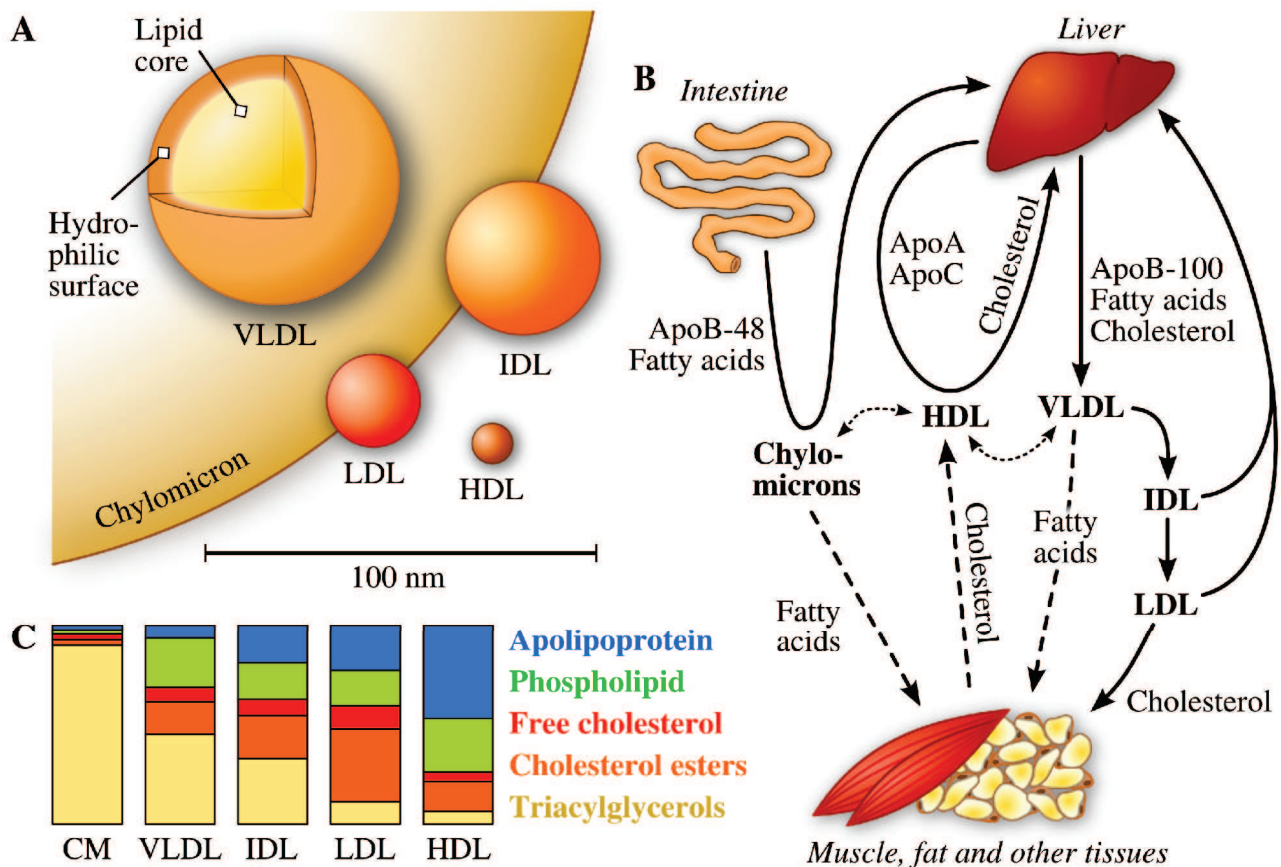 A
Lipid
core
Hydro-
philic
surface
VLDL
IDL
LDL
HDL
Chylomicron
100 nm
B
Intestine
Liver
ApoB-48
Fatty acids
ApoA
ApoC
Cholesterol
ApoB-100
Fatty acids
Cholesterol
HDL
VLDL
Chylo-
microns
IDL
LDL
Fatty
acids
Cholesterol
Fatty
acids
Cholesterol
Muscle, fat and other tissues
C
Apolipoprotein
Phospholipid
Free cholesterol
Cholesterol esters
Triacylglycerols
CM
VLDL
IDL
LDL
HDL